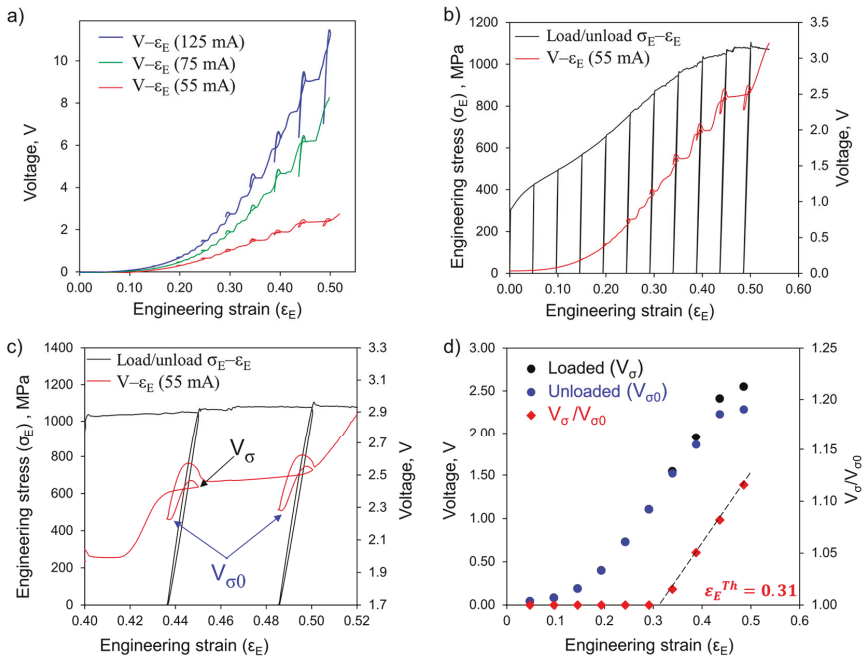 a)
V–εE (125 mA)
V–εE (75 mA)
V–εE (55 mA)
Voltage, V
10
8
6
4
2
0
0.00 0.10 0.20 0.30 0.40 0.50
Engineering strain (εE)
b)
Load/unload σE–εE
V–εE (55 mA)
Engineering stress (σE) , MPa
1200
1000
800
600
400
200
0
3.5
3.0
2.5
2.0
1.5
1.0
0.5
0.0
Voltage, V
0.00 0.10 0.20 0.30 0.40 0.50 0.60
Engineering strain (εE)
c)
Load/unload σE–εE
V–εE (55 mA)
Engineering stress (σE) , MPa
1400
1200
1000
800
600
400
200
0
Vσ
Vσ0
3.3
3.1
2.9
2.7
2.5
2.3
2.1
1.9
1.7
Voltage, V
0.40 0.44 0.48 0.50 0.52
Engineering strain (εE)
d)
Loaded (Vσ)
Unloaded (Vσ0)
Vσ /Vσ0
Voltage, V
3.00
2.50
2.00
1.50
1.00
0.50
0.00
1.25
1.20
1.10
1.05
1.00
Vσ/Vσ0
εE^Th = 0.31
0.0 0.1 0.2 0.3 0.4 0.5 0.6
Engineering strain (εE)